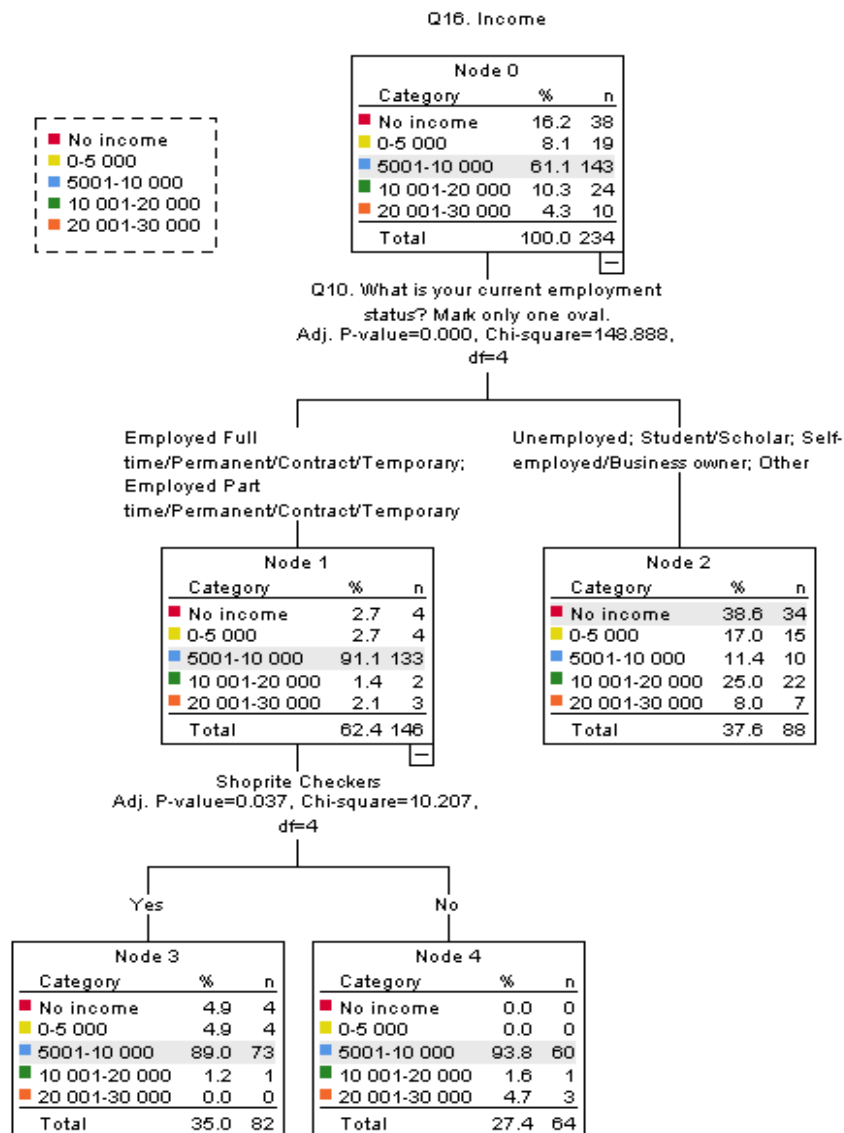 Q16. Income
Node 0
Category % n
No income 16.2 38
0-5 000 8.1 19
5001-10 000 61.1 143
10 001-20 000 10.3 24
20 001-30 000 4.3 10
Total 100.0 234
No income
0-5 000
5001-10 000
10 001-20 000
20 001-30 000
Q10. What is your current employment
status? Mark only one oval.
Adj. P-value=0.000, Chi-square=148.888,
df=4
Employed Full
time/Permanent/Contract/Temporary;
Employed Part
time/Permanent/Contract/Temporary
Unemployed; Student/Scholar; Self-
employed/Business owner; Other
Node 1
Category % n
No income 2.7 4
0-5 000 2.7 4
5001-10 000 91.1 133
10 001-20 000 1.4 2
20 001-30 000 2.1 3
Total 62.4 146
Node 2
Category % n
No income 38.6 34
0-5 000 17.0 15
5001-10 000 11.4 10
10 001-20 000 25.0 22
20 001-30 000 8.0 7
Total 37.6 88
Shoprite Checkers
Adj. P-value=0.037, Chi-square=10.207,
df=4
Yes
No
Node 3
Category % n
No income 4.9 4
0-5 000 4.9 4
5001-10 000 89.0 73
10 001-20 000 1.2 1
20 001-30 000 0.0 0
Total 35.0 82
Node 4
Category % n
No income 0.0 0
0-5 000 0.0 0
5001-10 000 93.8 60
10 001-20 000 1.6 1
20 001-30 000 4.7 3
Total 27.4 64